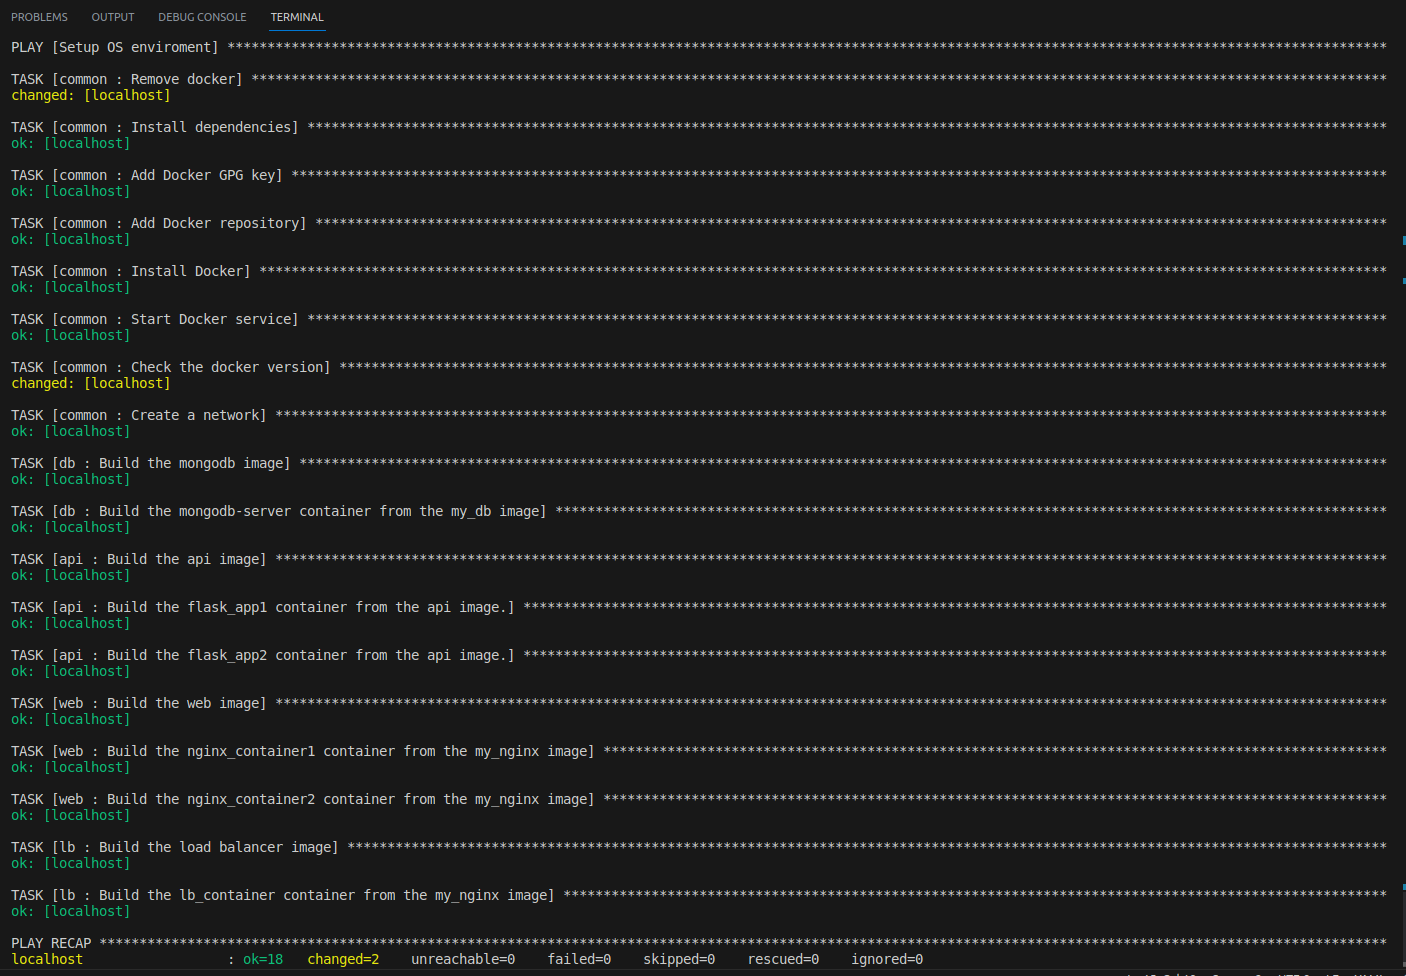 PROBLEMS OUTPUT DEBUG CONSOLE TERMINAL
PLAY [Setup OS enviroment] *************************************************************************************************************************************************
TASK [common : Remove docker] **********************************************************************************************************************************************
changed: [localhost]
TASK [common : Install dependencies] ***************************************************************************************************************************************
ok: [localhost]
TASK [common : Add Docker GPG key] *****************************************************************************************************************************************
ok: [localhost]
TASK [common : Add Docker repository] **************************************************************************************************************************************
ok: [localhost]
TASK [common : Install Docker] *********************************************************************************************************************************************
ok: [localhost]
TASK [common : Start Docker service] ***************************************************************************************************************************************
ok: [localhost]
TASK [common : Check the docker version] ***********************************************************************************************************************************
changed: [localhost]
TASK [common : Create a network] *******************************************************************************************************************************************
ok: [localhost]
TASK [db : Build the mongodb image] ****************************************************************************************************************************************
ok: [localhost]
TASK [db : Build the mongodb-server container from the my_db image] ********************************************************************************************************
ok: [localhost]
TASK [api : Build the api image] *******************************************************************************************************************************************
ok: [localhost]
TASK [api : Build the flask_app1 container from the api image.] ************************************************************************************************************
ok: [localhost]
TASK [api : Build the flask_app2 container from the api image.] ************************************************************************************************************
ok: [localhost]
TASK [web : Build the web image] *******************************************************************************************************************************************
ok: [localhost]
TASK [web : Build the nginx_container1 container from the my_nginx image] **************************************************************************************************
ok: [localhost]
TASK [web : Build the nginx_container2 container from the my_nginx image] **************************************************************************************************
ok: [localhost]
TASK [lb : Build the load balancer image] **********************************************************************************************************************************
ok: [localhost]
TASK [lb : Build the lb_container container from the my_nginx image] *******************************************************************************************************
ok: [localhost]
PLAY RECAP *****************************************************************************************************************************************************************
localhost : ok=18 changed=2 unreachable=0 failed=0 skipped=0 rescued=0 ignored=0